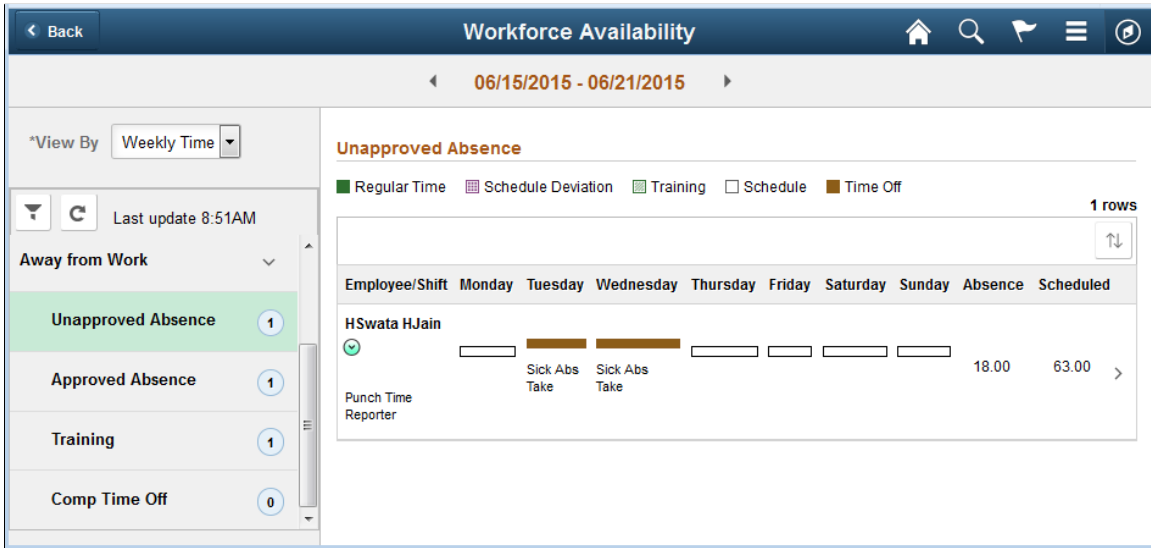 Back
Workforce Availability
06/15/2015 - 06/21/2015
*View By Weekly Time
Last update 8:51AM
Away from Work
Unapproved Absence 1
Approved Absence 1
Training 1
Comp Time Off 0
Unapproved Absence
Regular Time Schedule Deviation Training Schedule Time Off
1 rows
Employee/Shift Monday Tuesday Wednesday Thursday Friday Saturday Sunday Absence Scheduled
HSwata HJain
Sick Abs Take Sick Abs Take 18.00 63.00
Punch Time
Reporter